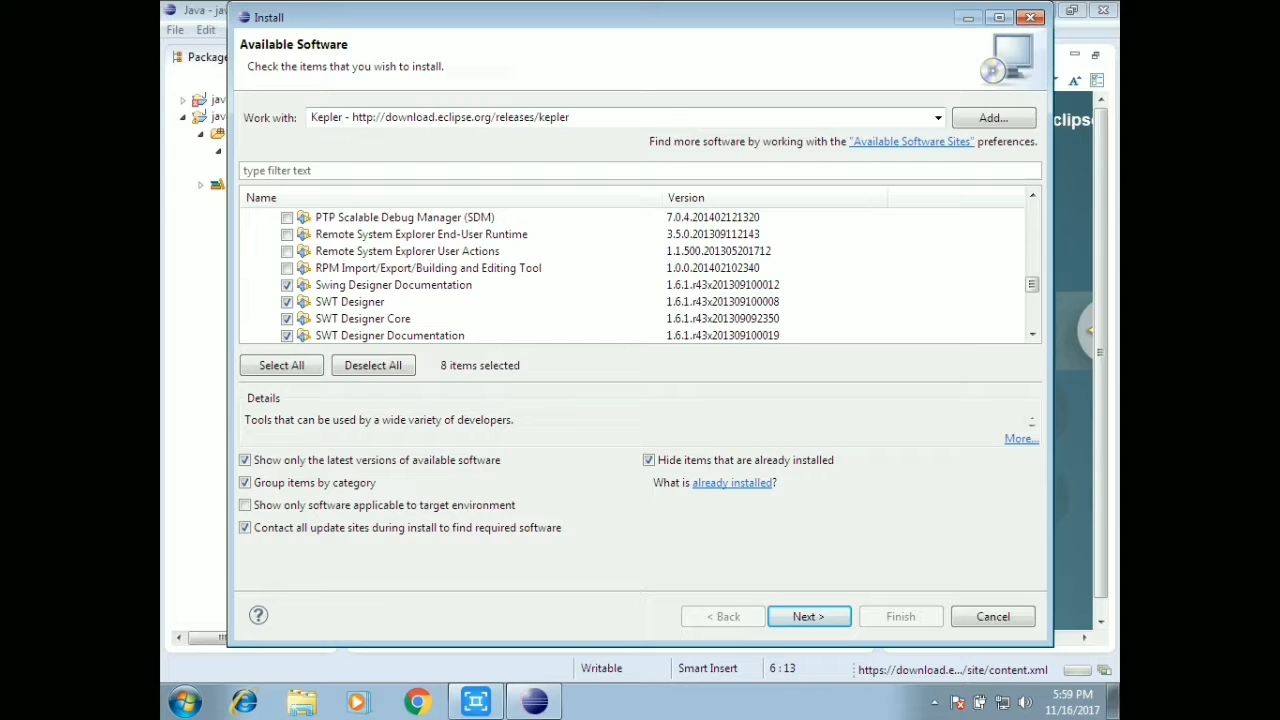 Java - jav
Install
File Edit
Available Software
Check the items that you wish to install.
Package
jav
jav
Work with: Kepler - http://download.eclipse.org/releases/kepler Add...
Find more software by working with the "Available Software Sites" preferences.
type filter text
Name Version
PTP Scalable Debug Manager (SDM) 7.0.4.201402121320
Remote System Explorer End-User Runtime 3.5.0.201309112143
Remote System Explorer User Actions 1.1.500.201305201712
RPM Import/Export/Building and Editing Tool 1.0.0.201402102340
Swing Designer Documentation 1.6.1.r43x201309100012
SWT Designer 1.6.1.r43x201309100008
SWT Designer Core 1.6.1.r43x201309092350
SWT Designer Documentation 1.6.1.r43x201309100019
Select All Deselect All 8 items selected
Details
Tools that can be used by a wide variety of developers.
More...
Show only the latest versions of available software Hide items that are already installed
Group items by category What is already installed?
Show only software applicable to target environment
Contact all update sites during install to find required software
< Back Next > Finish Cancel
clipse
Writable Smart Insert 6 : 13 https://download.e.../site/content.xml
5:59 PM
11/16/2017